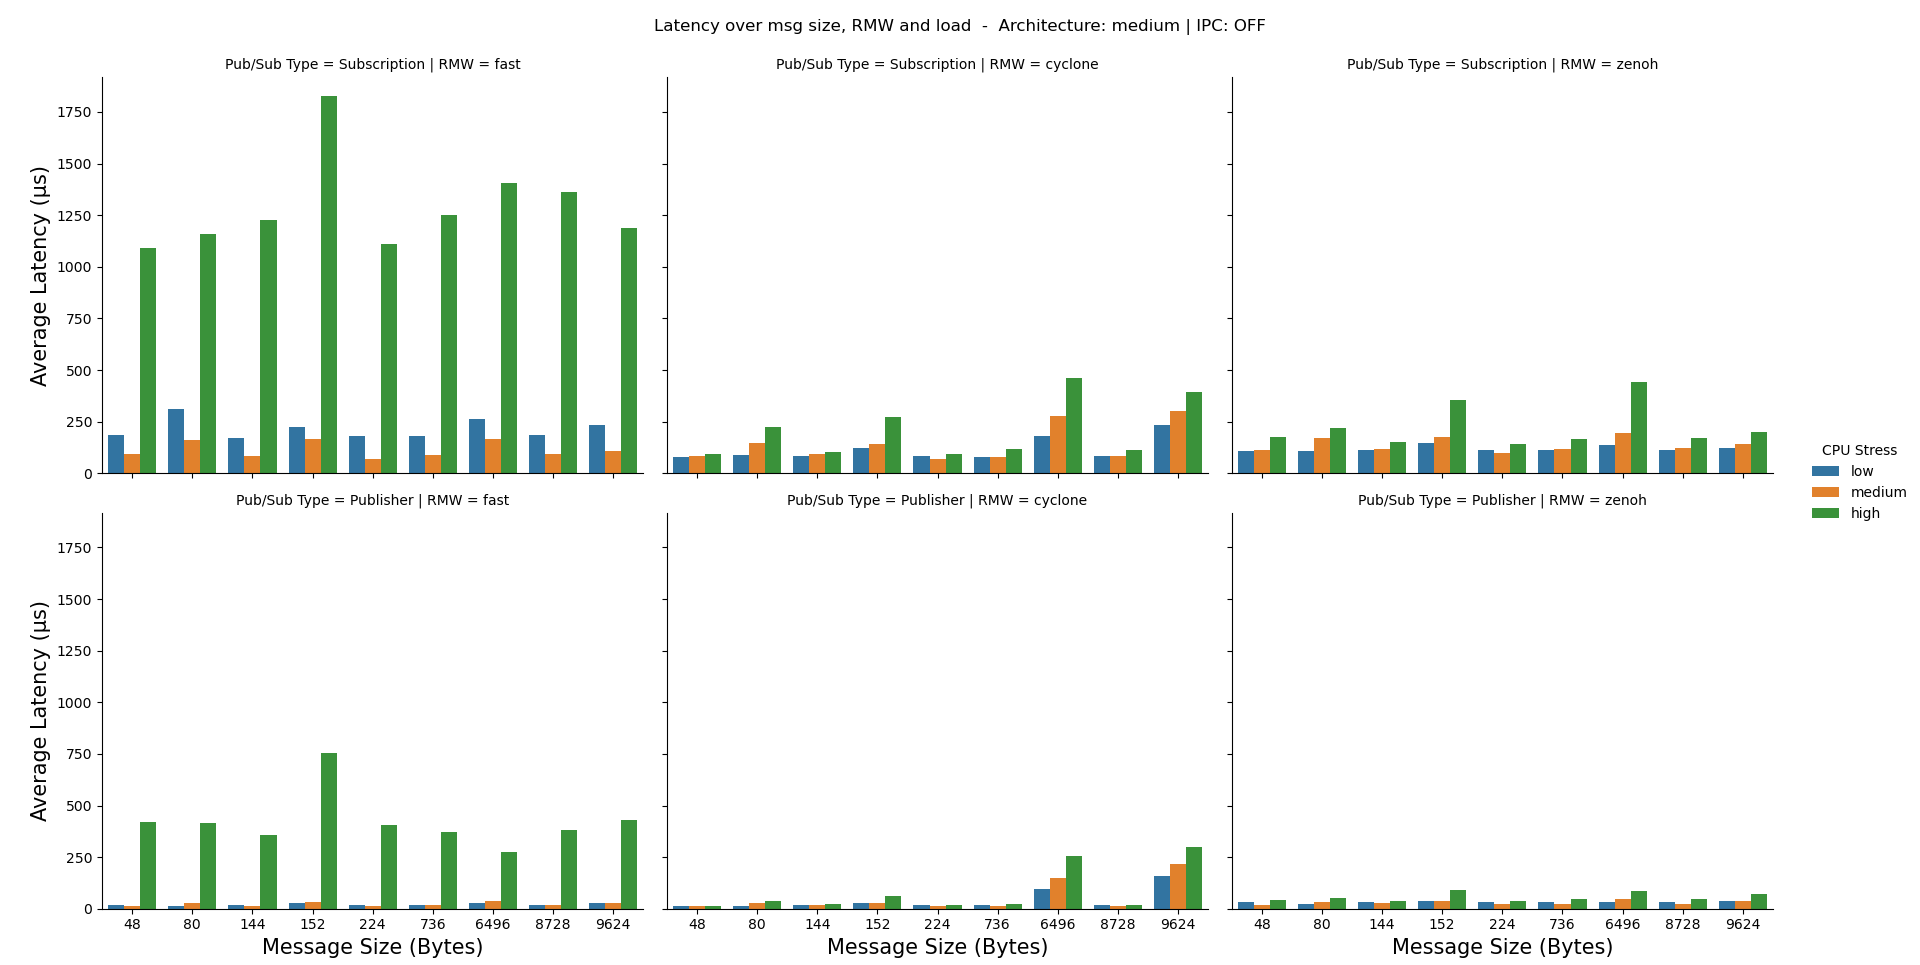 Latency over msg size, RMW and load  -  Architecture: medium | IPC: OFF
Pub/Sub Type = Subscription | RMW = fast
Pub/Sub Type = Subscription | RMW = cyclone
Pub/Sub Type = Subscription | RMW = zenoh
Average Latency (µs)
1750
1500
1250
1000
750
500
250
0
CPU Stress
low
medium
high
Pub/Sub Type = Publisher | RMW = fast
Pub/Sub Type = Publisher | RMW = cyclone
Pub/Sub Type = Publisher | RMW = zenoh
Average Latency (µs)
1750
1500
1250
1000
750
500
250
0
48 80 144 152 224 736 6496 8728 9624
48 80 144 152 224 736 6496 8728 9624
48 80 144 152 224 736 6496 8728 9624
Message Size (Bytes)
Message Size (Bytes)
Message Size (Bytes)